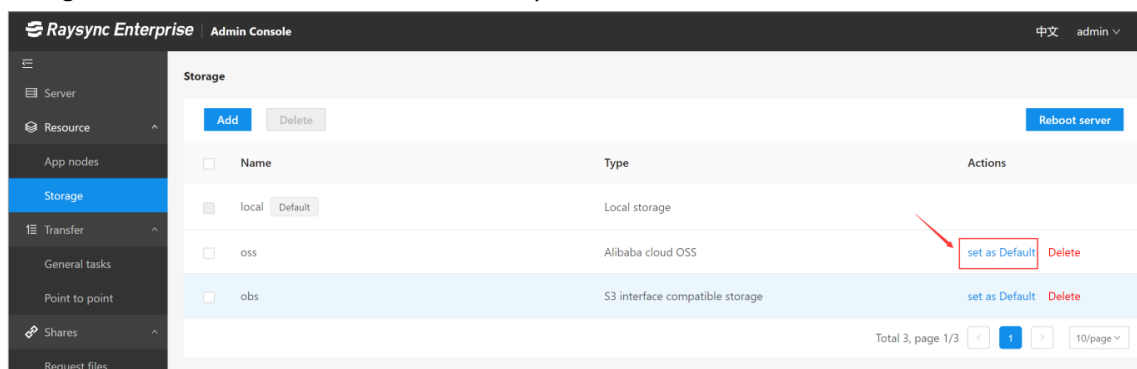 Raysync Enterprise Admin Console 中文 admin
Server
Resource
App nodes
Storage
Transfer
General tasks
Point to point
Shares
Request files
Storage
Add Delete Reboot server
Name Type Actions
local Default Local storage
oss Alibaba cloud OSS set as Default Delete
obs S3 interface compatible storage set as Default Delete
Total 3, page 1/3 < 1 > 10/page